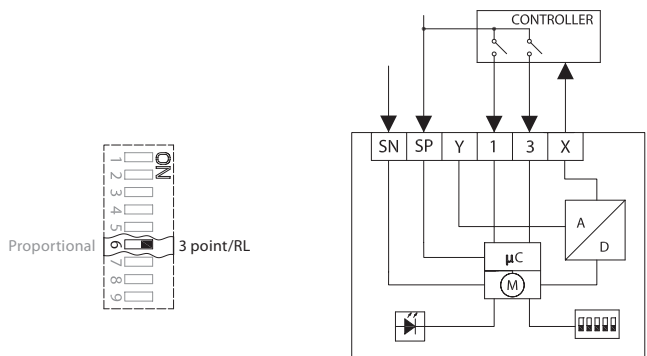 CONTROLLER
SN SP Y 1 3 X
ON
1
2
3
4
5
Proportional 6 3 point/RL
7
8
9
A
D
µC
M